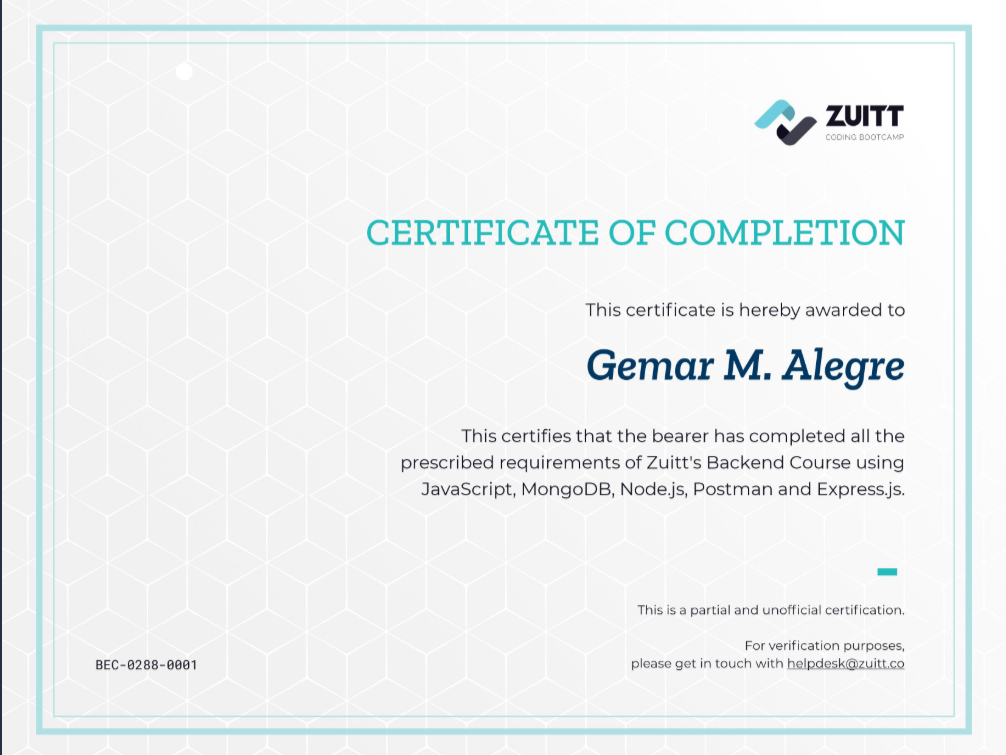 ZUITT
CODING BOOTCAMP
CERTIFICATE OF COMPLETION
This certificate is hereby awarded to
Gemar M. Alegre
This certifies that the bearer has completed all the
prescribed requirements of Zuitt's Backend Course using
JavaScript, MongoDB, Node.js, Postman and Express.js.
This is a partial and unofficial certification.
For verification purposes,
please get in touch with helpdesk@zuitt.co
BEC-0288-0001